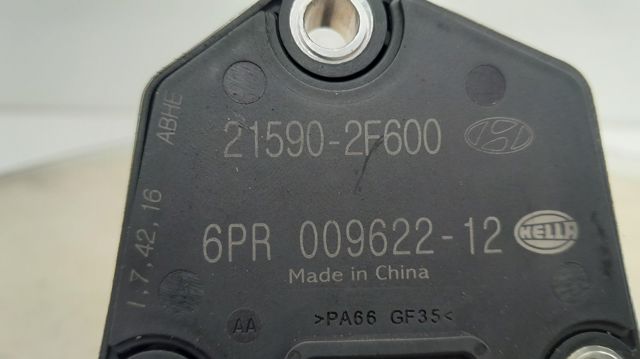 21590-2F600
6PR 009622-12 HELLA
Made in China
>PA66 GF35<
AA
1,7,42,16 ABHE